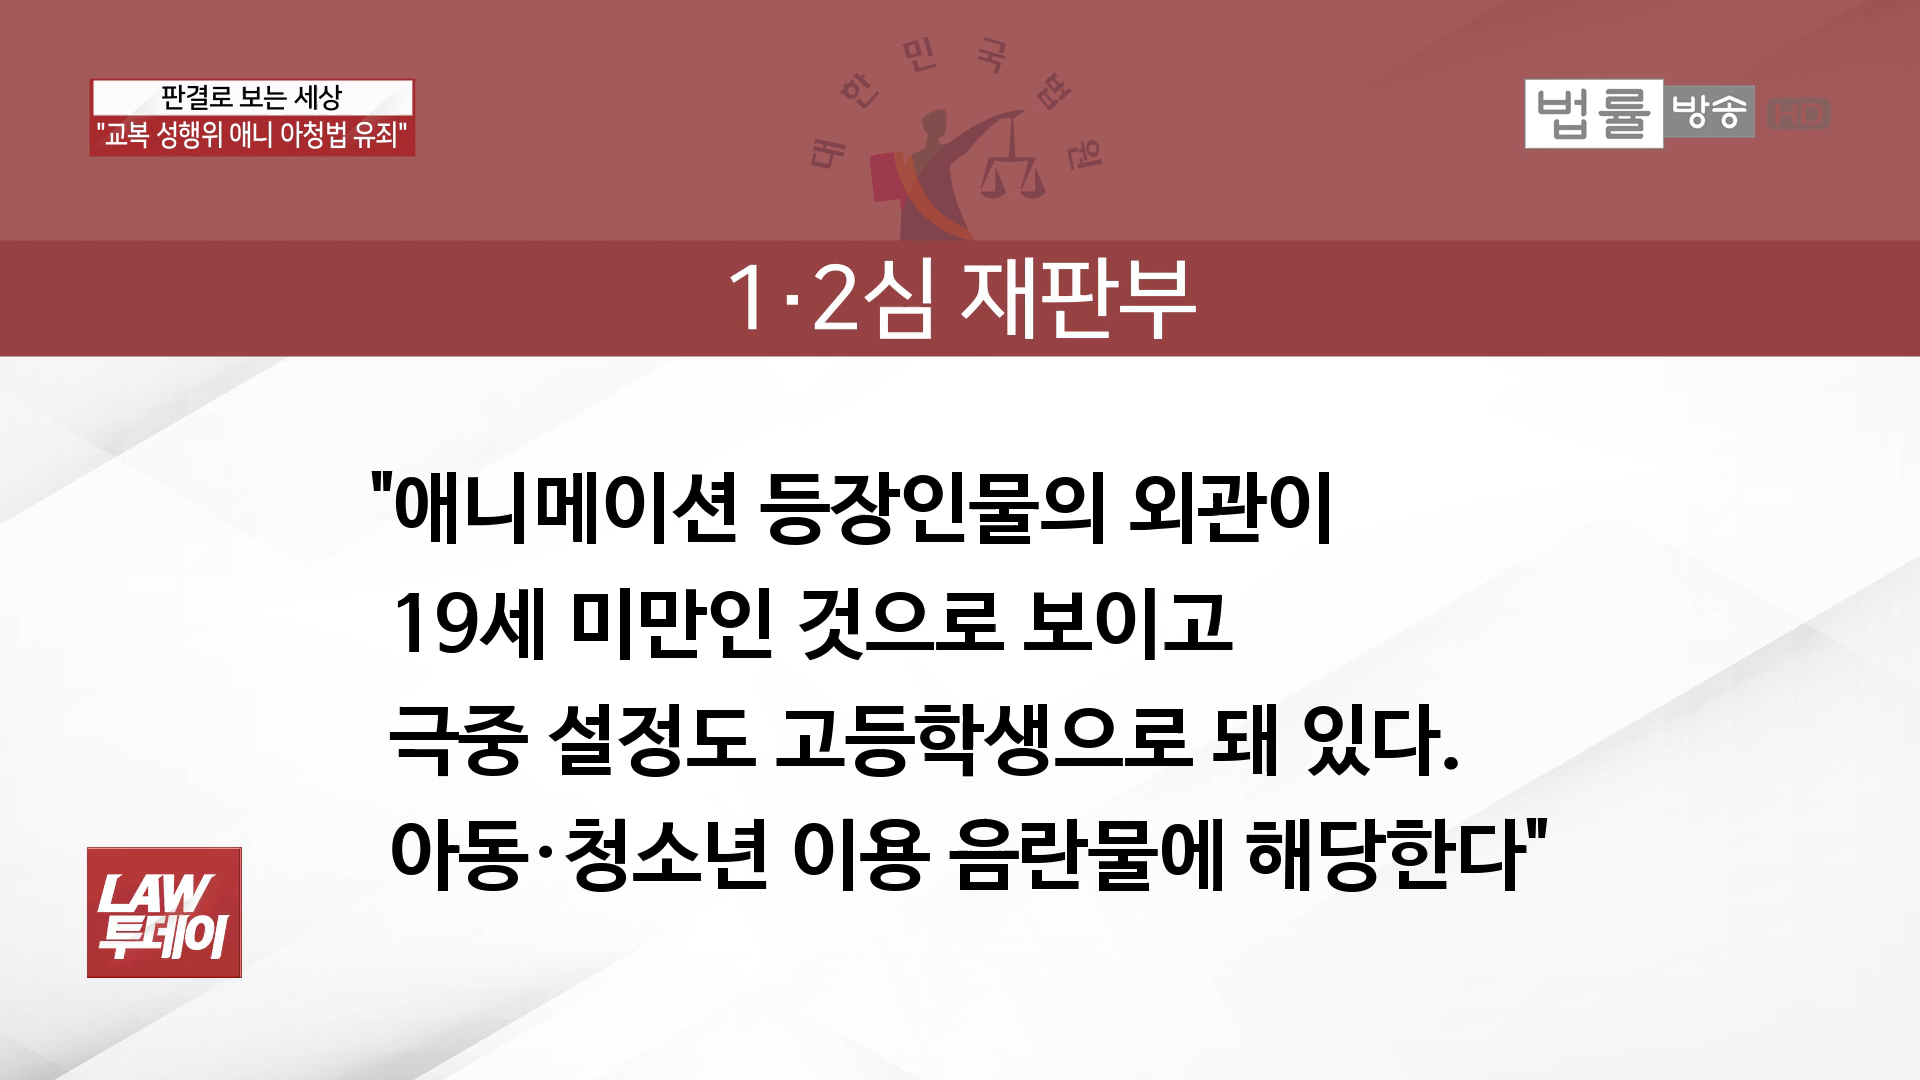 대한민국법원
판결로 보는 세상
"교복 성행위 애니 아청법 유죄"
법률방송 HD
1·2심 재판부
"애니메이션 등장인물의 외관이
19세 미만인 것으로 보이고
극중 설정도 고등학생으로 돼 있다.
아동·청소년 이용 음란물에 해당한다"
LAW
투데이